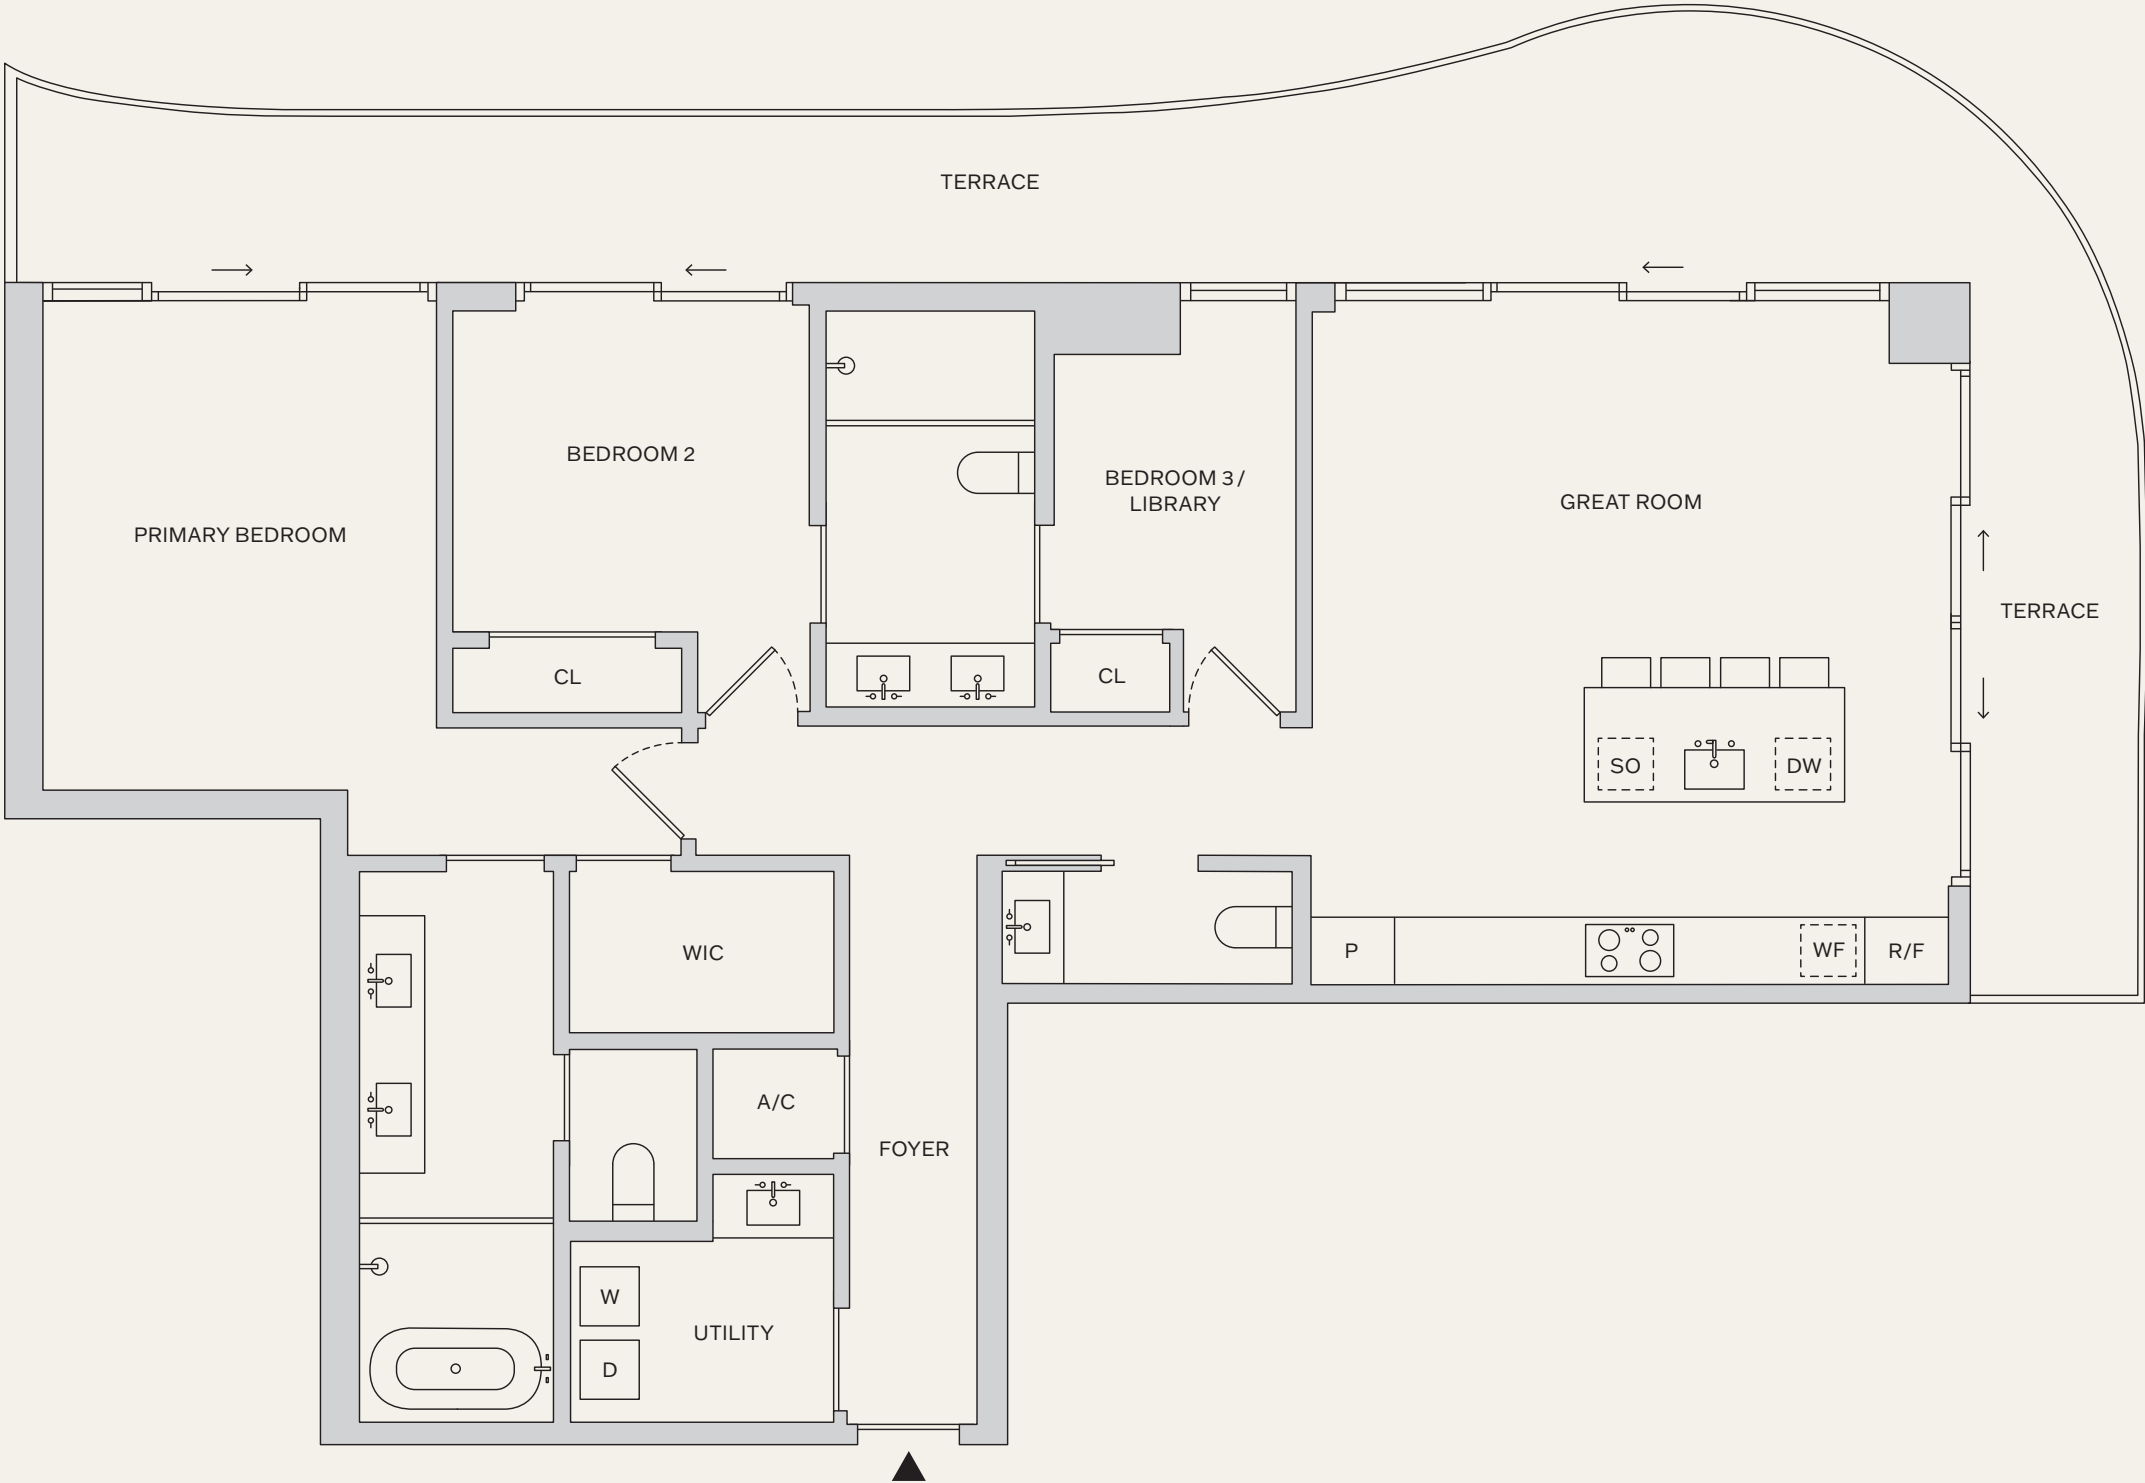 TERRACE
BEDROOM 2
BEDROOM 3 /
LIBRARY
GREAT ROOM
PRIMARY BEDROOM
TERRACE
CL
CL
SO
DW
WIC
P
WF
R/F
A/C
FOYER
W
UTILITY
D